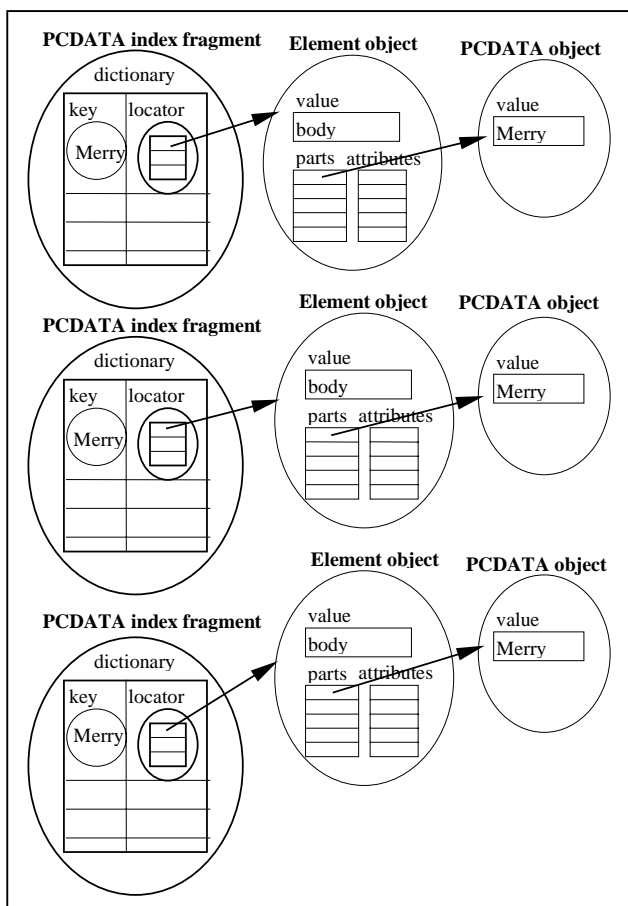 PCDATA index fragment Element object PCDATA object
dictionary
key locator
Merry
value
body
parts attributes
value
Merry
PCDATA index fragment Element object PCDATA object
dictionary
key locator
Merry
value
body
parts attributes
value
Merry
PCDATA index fragment Element object PCDATA object
dictionary
key locator
Merry
value
body
parts attributes
value
Merry